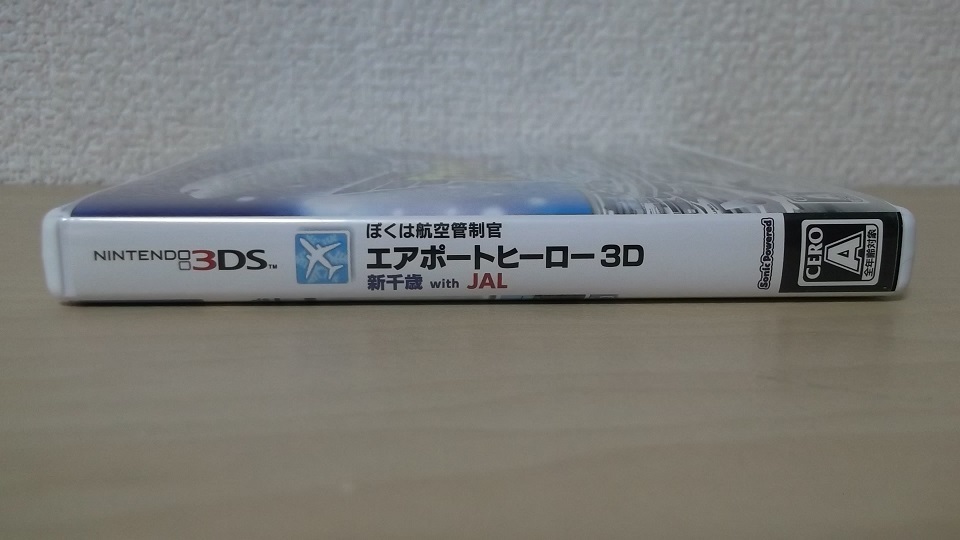 NINTENDO 3DS™
ぼくは航空管制官
エアポートヒーロー3D
新千歳 with JAL
Sonic Powered
CERO
A
全年齢対象